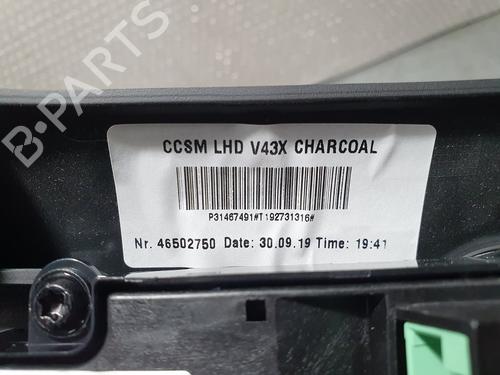 CCSM LHD V43X CHARCOAL
P31467491#T192731316#
Nr. 46502750 Date: 30.09.19 Time: 19:41
B-PARTS